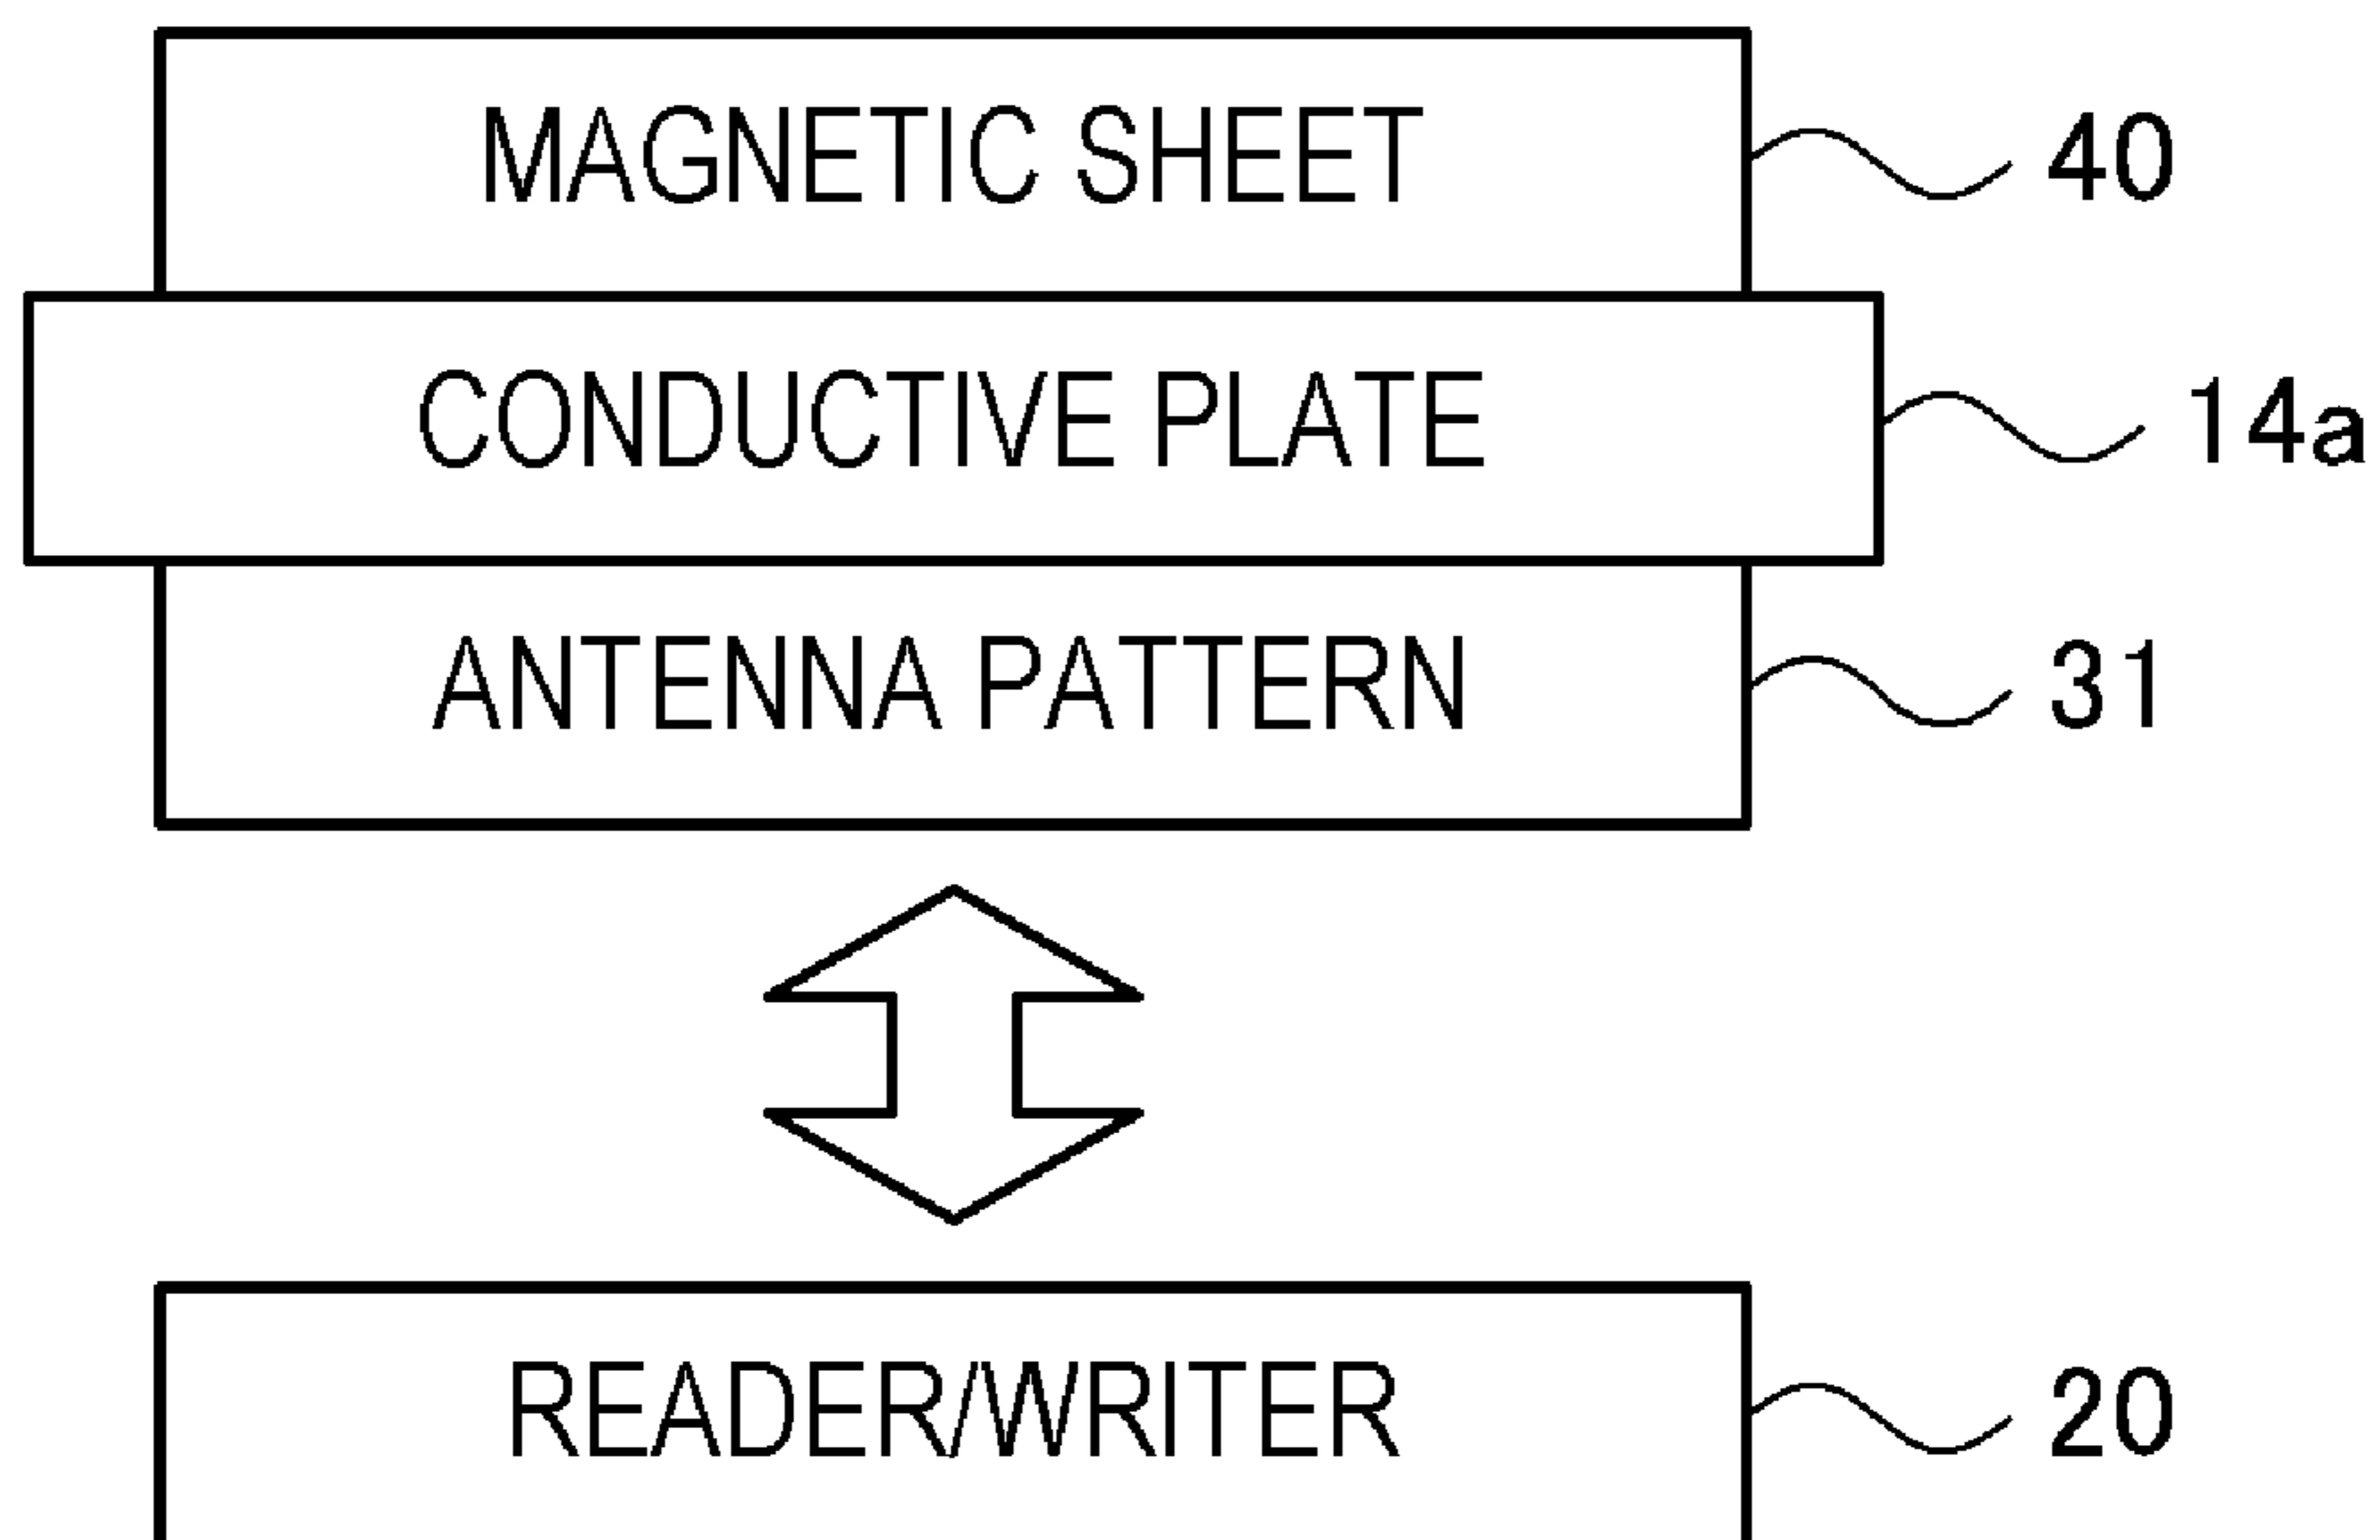 MAGNETIC SHEET 40
CONDUCTIVE PLATE 14a
ANTENNA PATTERN 31
READER/WRITER 20